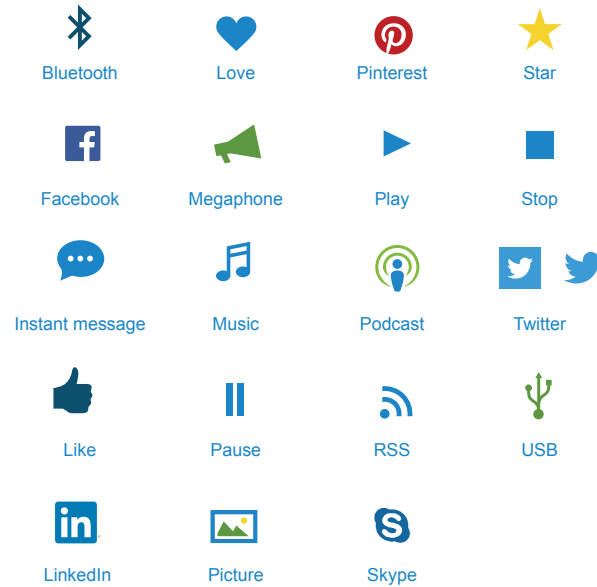 Bluetooth
Love
Pinterest
Star
Facebook
Megaphone
Play
Stop
Instant message
Music
Podcast
Twitter
Like
Pause
RSS
USB
in
LinkedIn
Picture
Skype